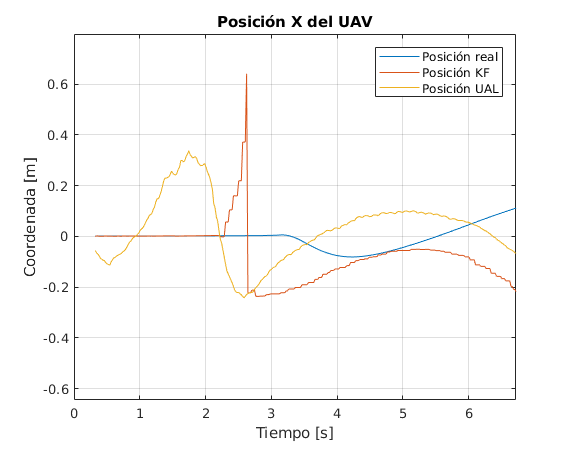 Posición X del UAV
Posición real
Posición KF
Posición UAL
Coordenada [m]
0.6
0.4
0.2
0
-0.2
-0.4
-0.6
0 1 2 3 4 5 6
Tiempo [s]